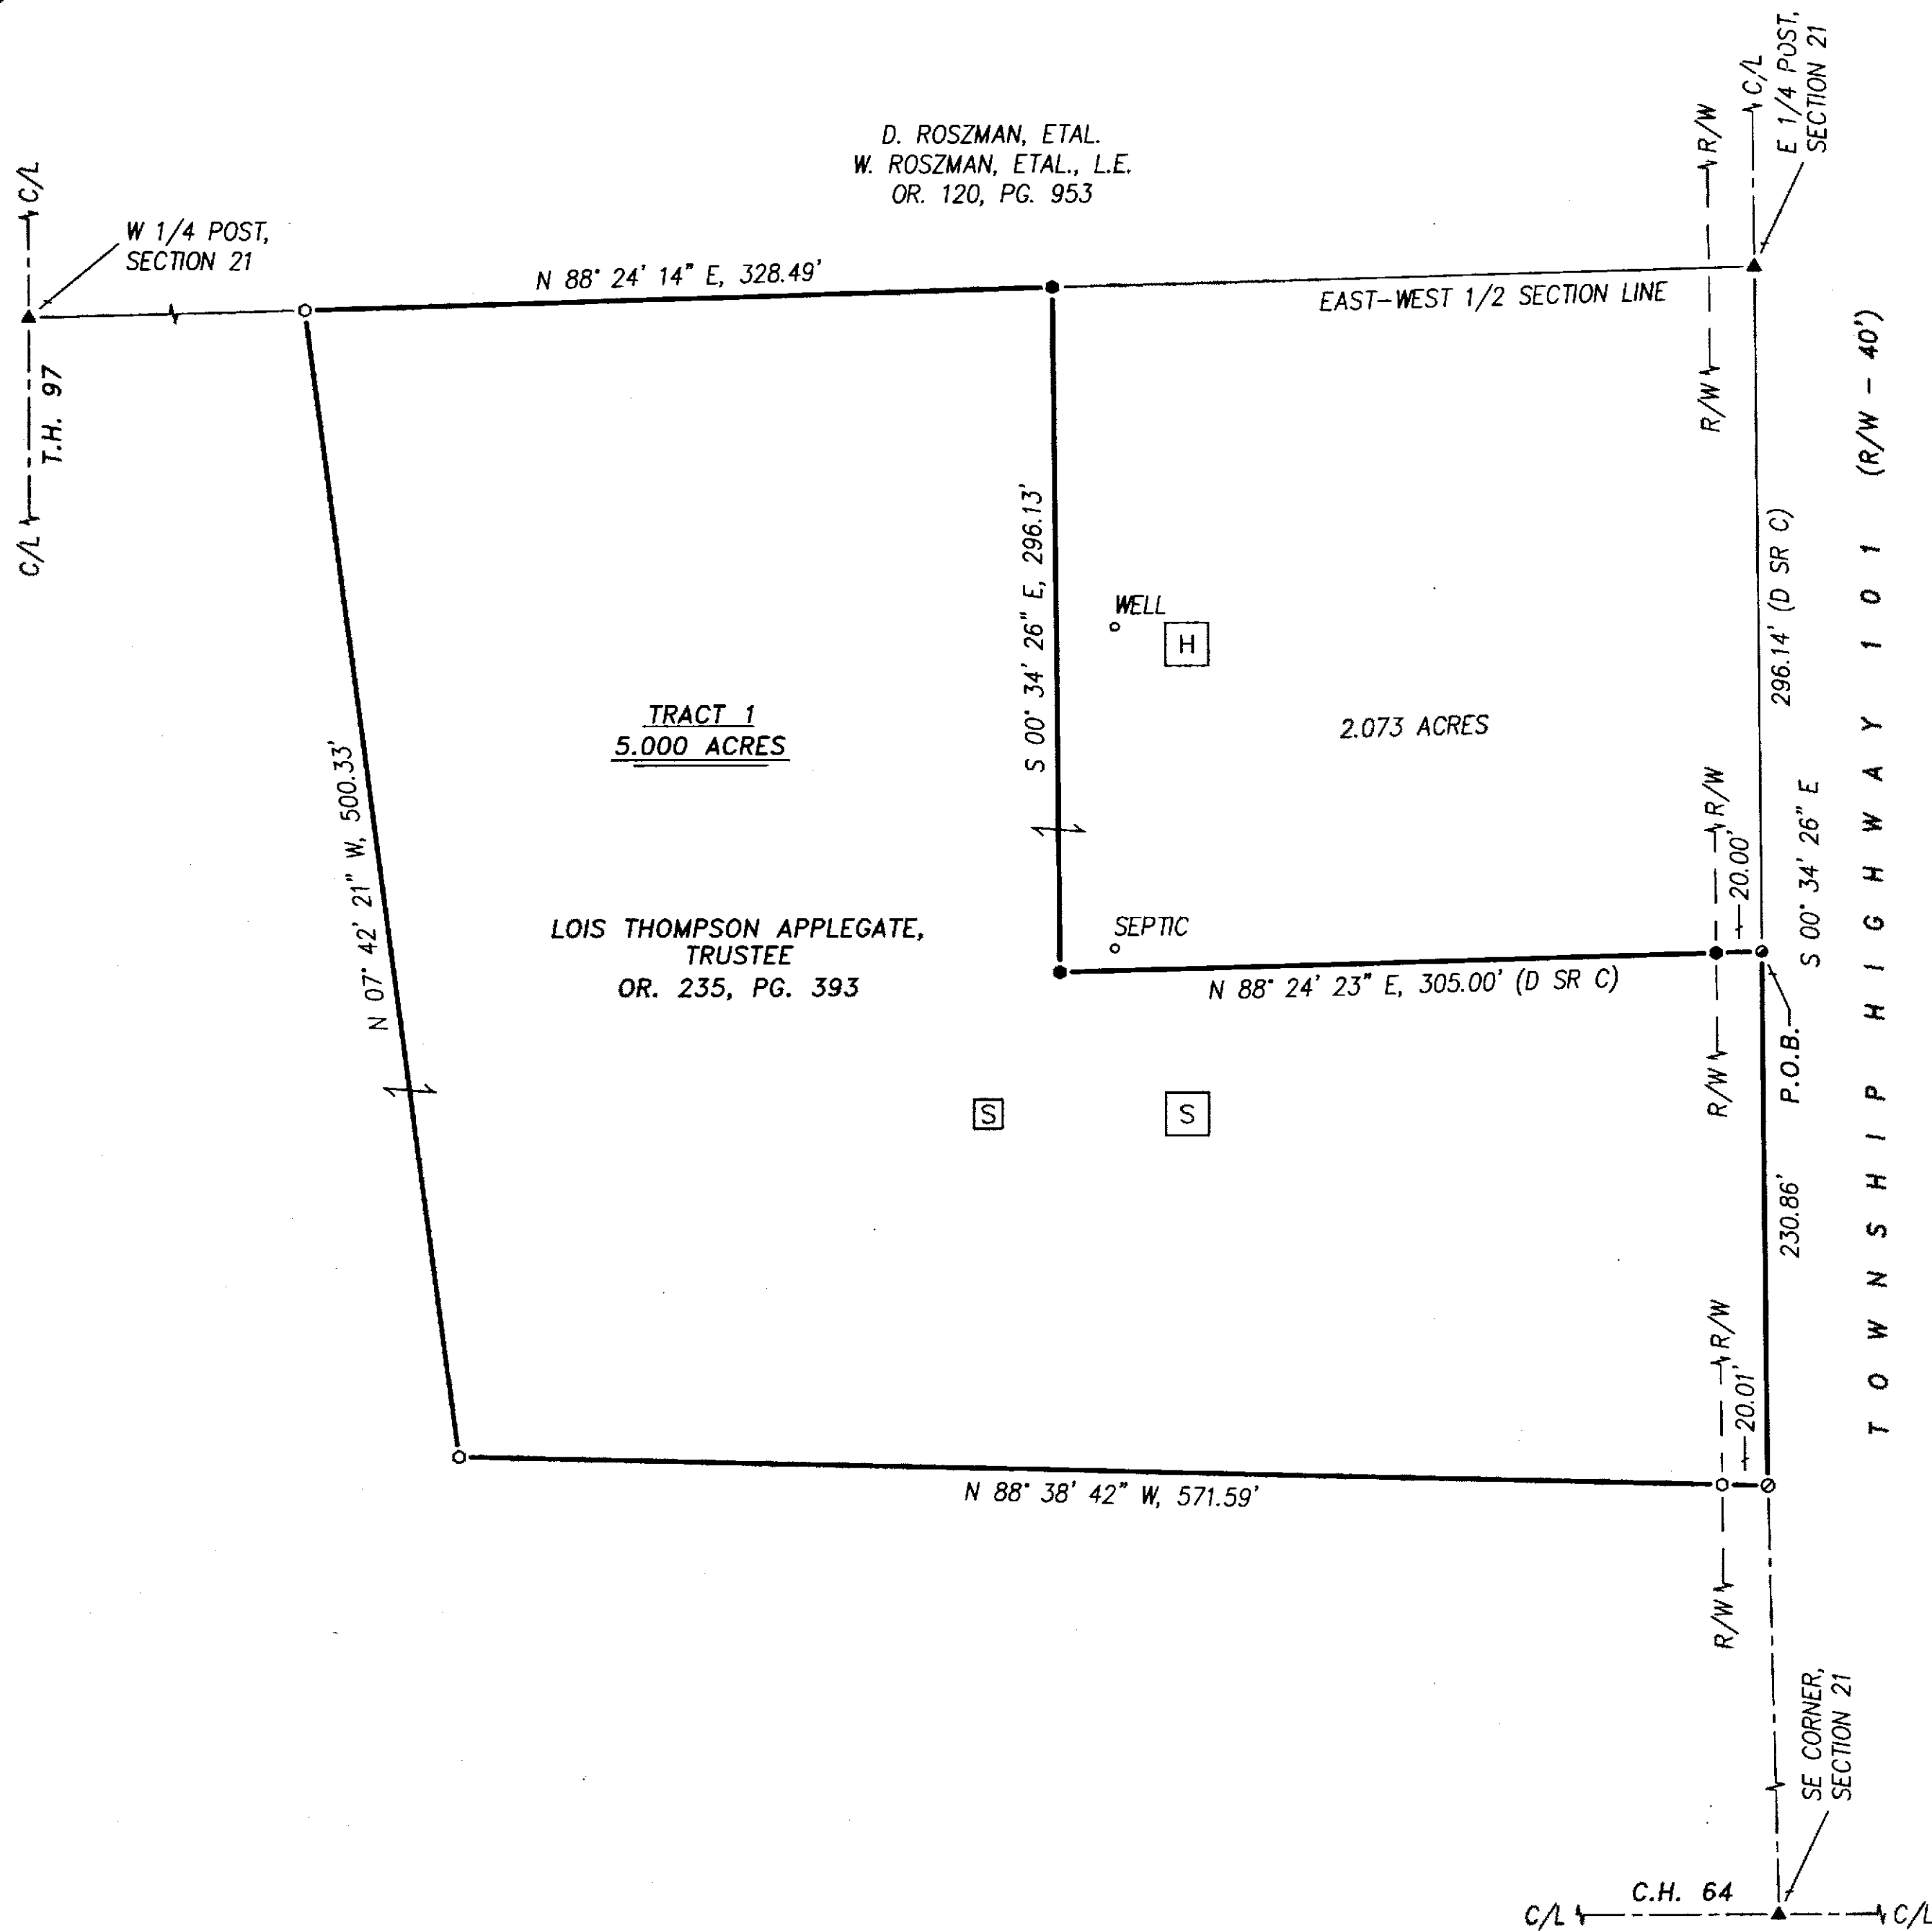 D. ROSZMAN, ETAL.
W. ROSZMAN, ETAL., L.E.
OR. 120, PG. 953
C/L
W 1/4 POST,
SECTION 21
C/L
T.H. 97
N 88° 24' 14" E, 328.49'
EAST-WEST 1/2 SECTION LINE
R/W
R/W
C/L
E 1/4 POST,
SECTION 21
TOWNSHIP HIGHWAY 101 (R/W - 40')
296.14' (D SR C)
S 00° 34' 26" E
S 00° 34' 26" E, 296.13'
WELL
H
2.073 ACRES
TRACT 1
5.000 ACRES
N 07° 42' 21" W, 500.33'
LOIS THOMPSON APPLEGATE,
TRUSTEE
OR. 235, PG. 393
SEPTIC
N 88° 24' 23" E, 305.00' (D SR C)
R/W
20.00'
R/W
P.O.B.
S
S
230.86'
R/W
20.01'
N 88° 38' 42" W, 571.59'
R/W
SE CORNER,
SECTION 21
C.H. 64
C/L
C/L